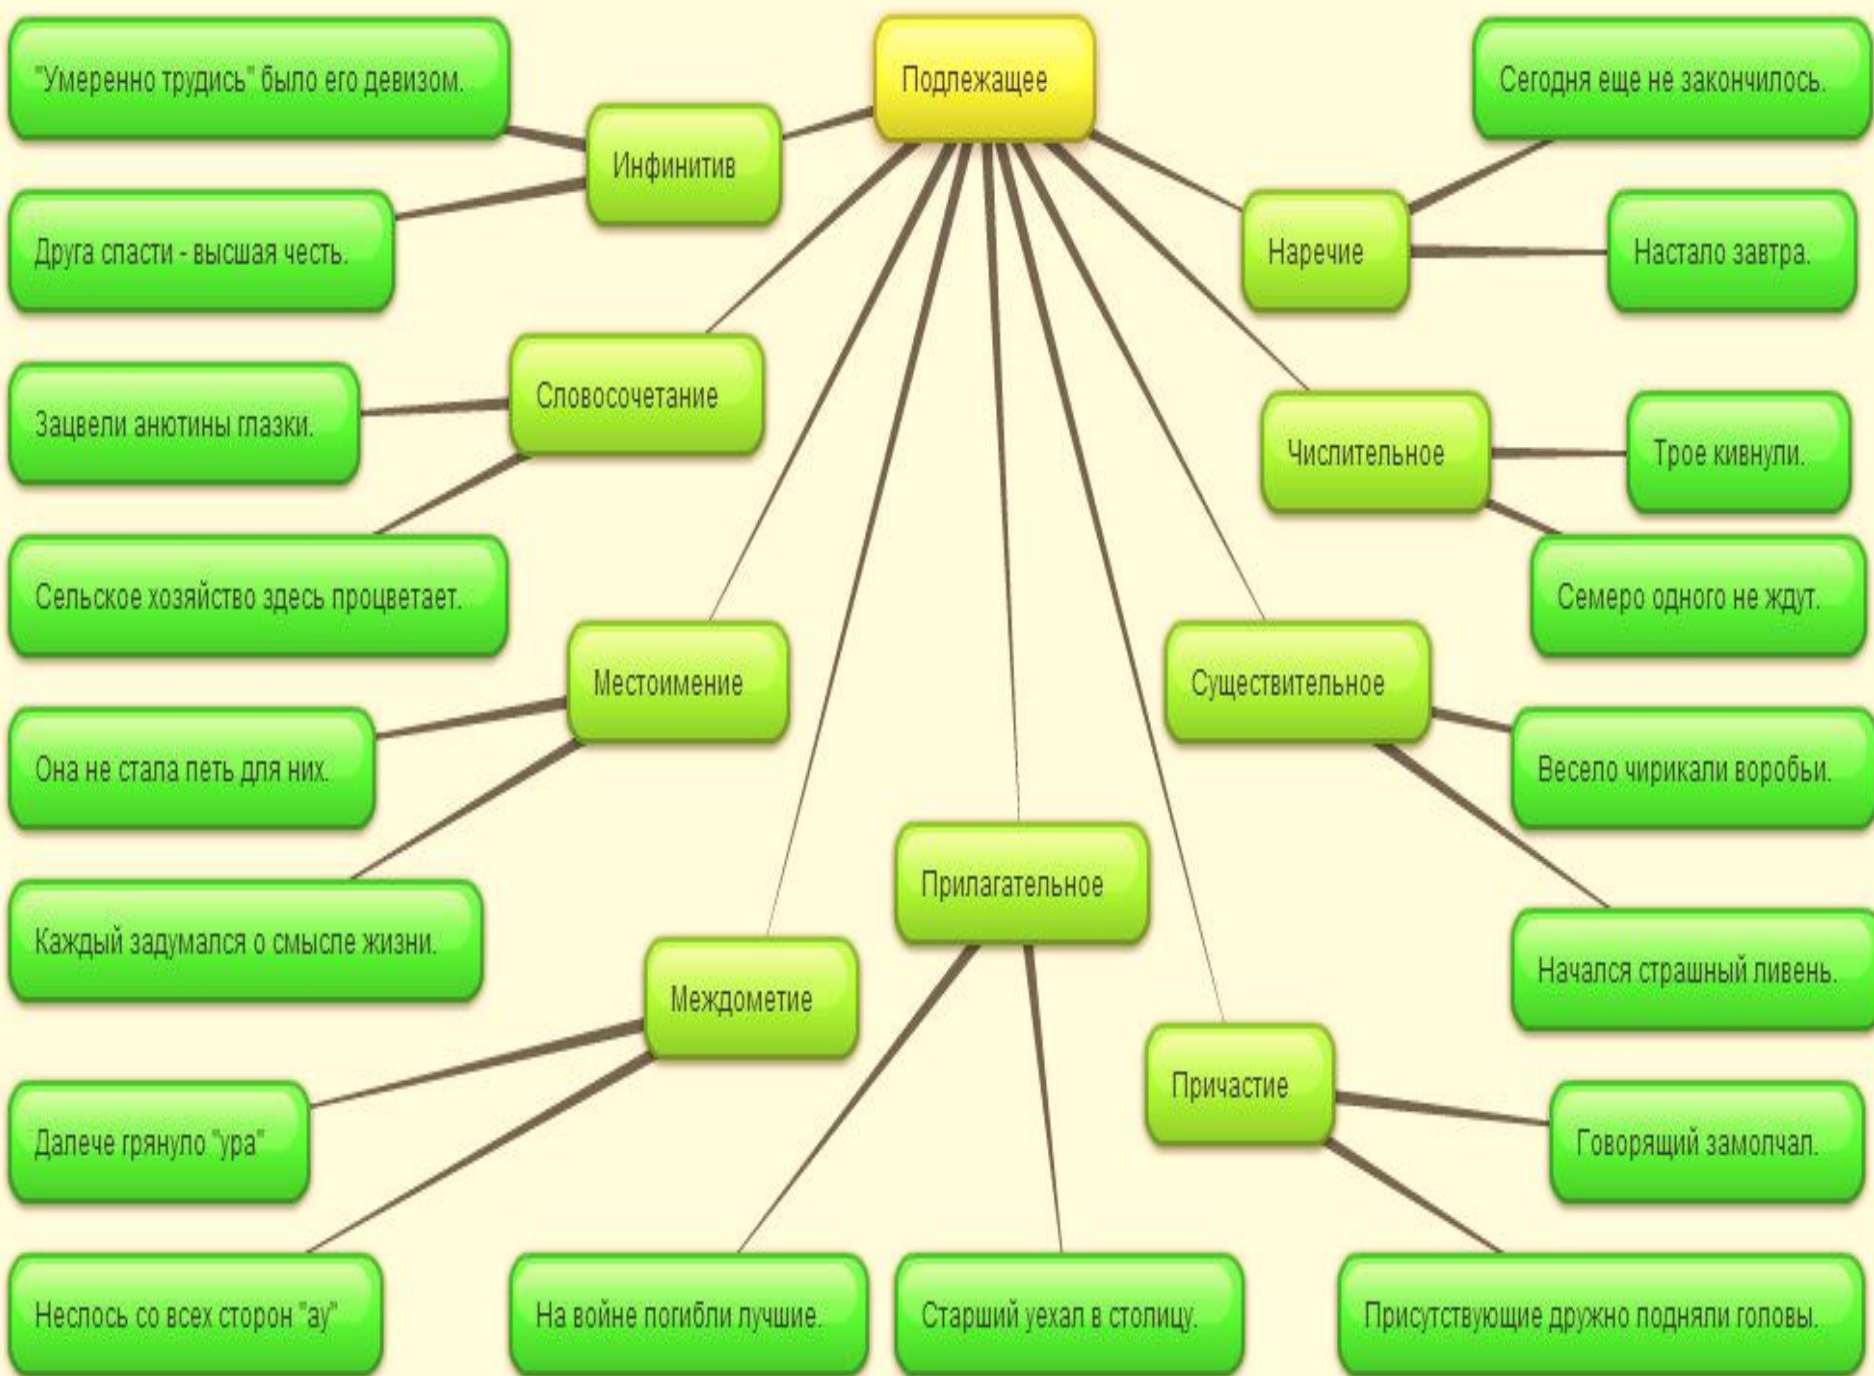 Подлежащее
Инфинитив
"Умеренно трудись" было его девизом.
Друга спасти - высшая честь.
Словосочетание
Зацвели анютины глазки.
Сельское хозяйство здесь процветает.
Местоимение
Она не стала петь для них.
Каждый задумался о смысле жизни.
Междометие
Далече грянуло "ура"
Неслось со всех сторон "ау"
Прилагательное
На войне погибли лучшие.
Старший уехал в столицу.
Причастие
Говорящий замолчал.
Присутствующие дружно подняли головы.
Существительное
Весело чирикали воробьи.
Начался страшный ливень.
Числительное
Трое кивнули.
Семеро одного не ждут.
Наречие
Сегодня еще не закончилось.
Настало завтра.